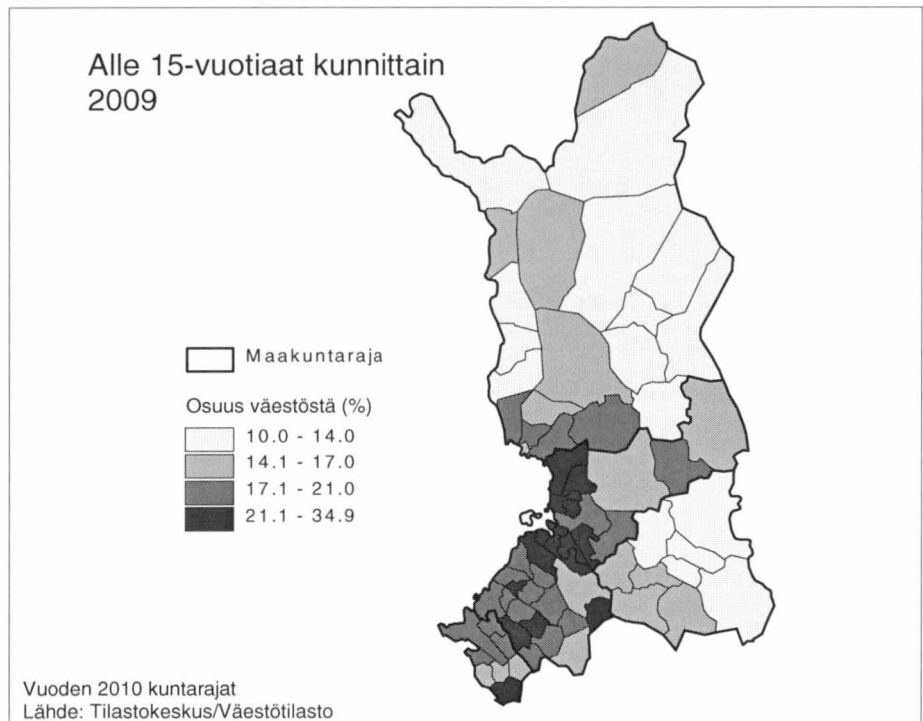 Alle 15-vuotiaat kunnittain
2009
Maakuntaraja
Osuus väestöstä (%)
10.0 - 14.0
14.1 - 17.0
17.1 - 21.0
21.1 - 34.9
Vuoden 2010 kuntarajat
Lähde: Tilastokeskus/Väestötilasto